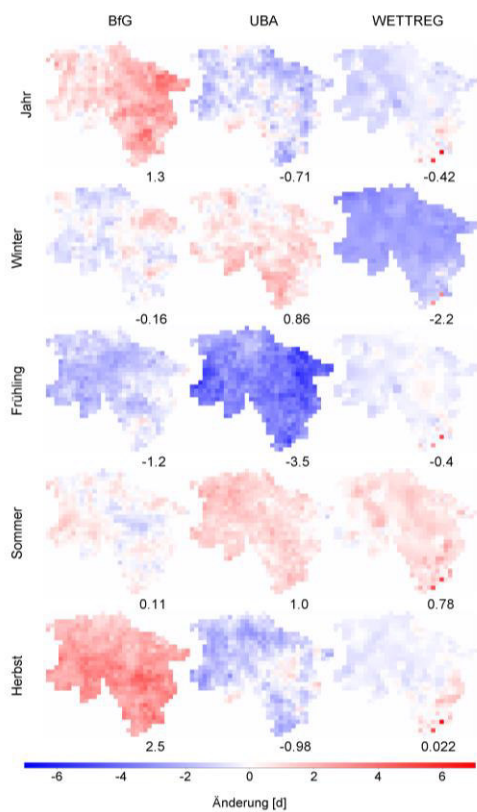 BfG UBA WETTREG
Jahr
1.3 -0.71 -0.42
Winter
-0.16 0.86 -2.2
Frühling
-1.2 -3.5 -0.4
Sommer
0.11 1.0 0.78
Herbst
2.5 -0.98 0.022
-6 -4 -2 0 2 4 6
Änderung [d]